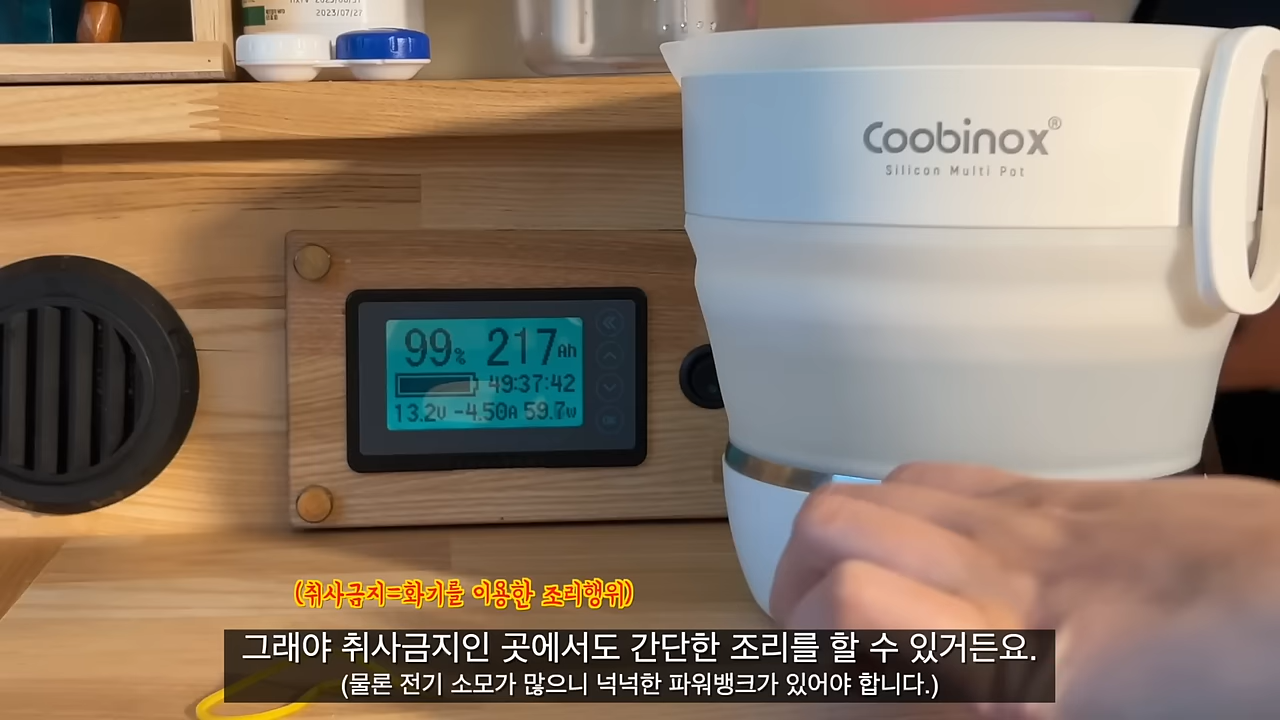 2023/07/27
Coobinox®
Silicon Multi Pot
99% 217Ah
49:37:42
13.2V -4.50A 59.7W
OK
(취사금지=화기를 이용한 조리행위)
그래야 취사금지인 곳에서도 간단한 조리를 할 수 있거든요.
(물론 전기 소모가 많으니 넉넉한 파워뱅크가 있어야 합니다.)